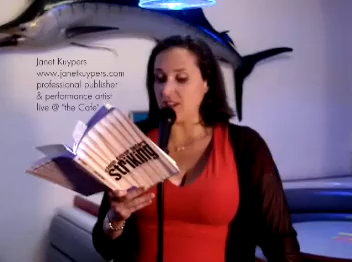 Janet Kuypers
www.janetkuypers.com
professional publisher
& performance artist
live @ "the Cafe"